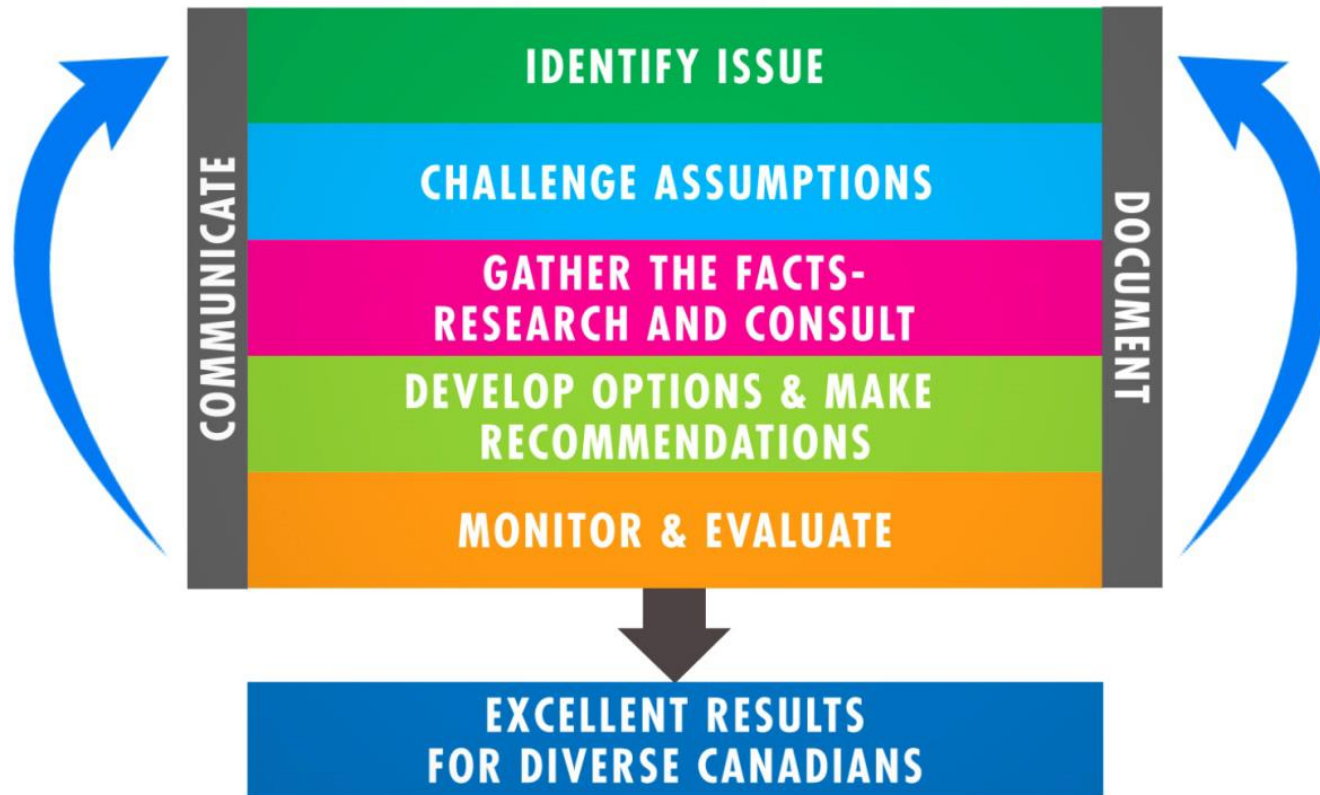 IDENTIFY ISSUE
COMMUNICATE
CHALLENGE ASSUMPTIONS
DOCUMENT
GATHER THE FACTS-
RESEARCH AND CONSULT
DEVELOP OPTIONS & MAKE
RECOMMENDATIONS
MONITOR & EVALUATE
EXCELLENT RESULTS
FOR DIVERSE CANADIANS